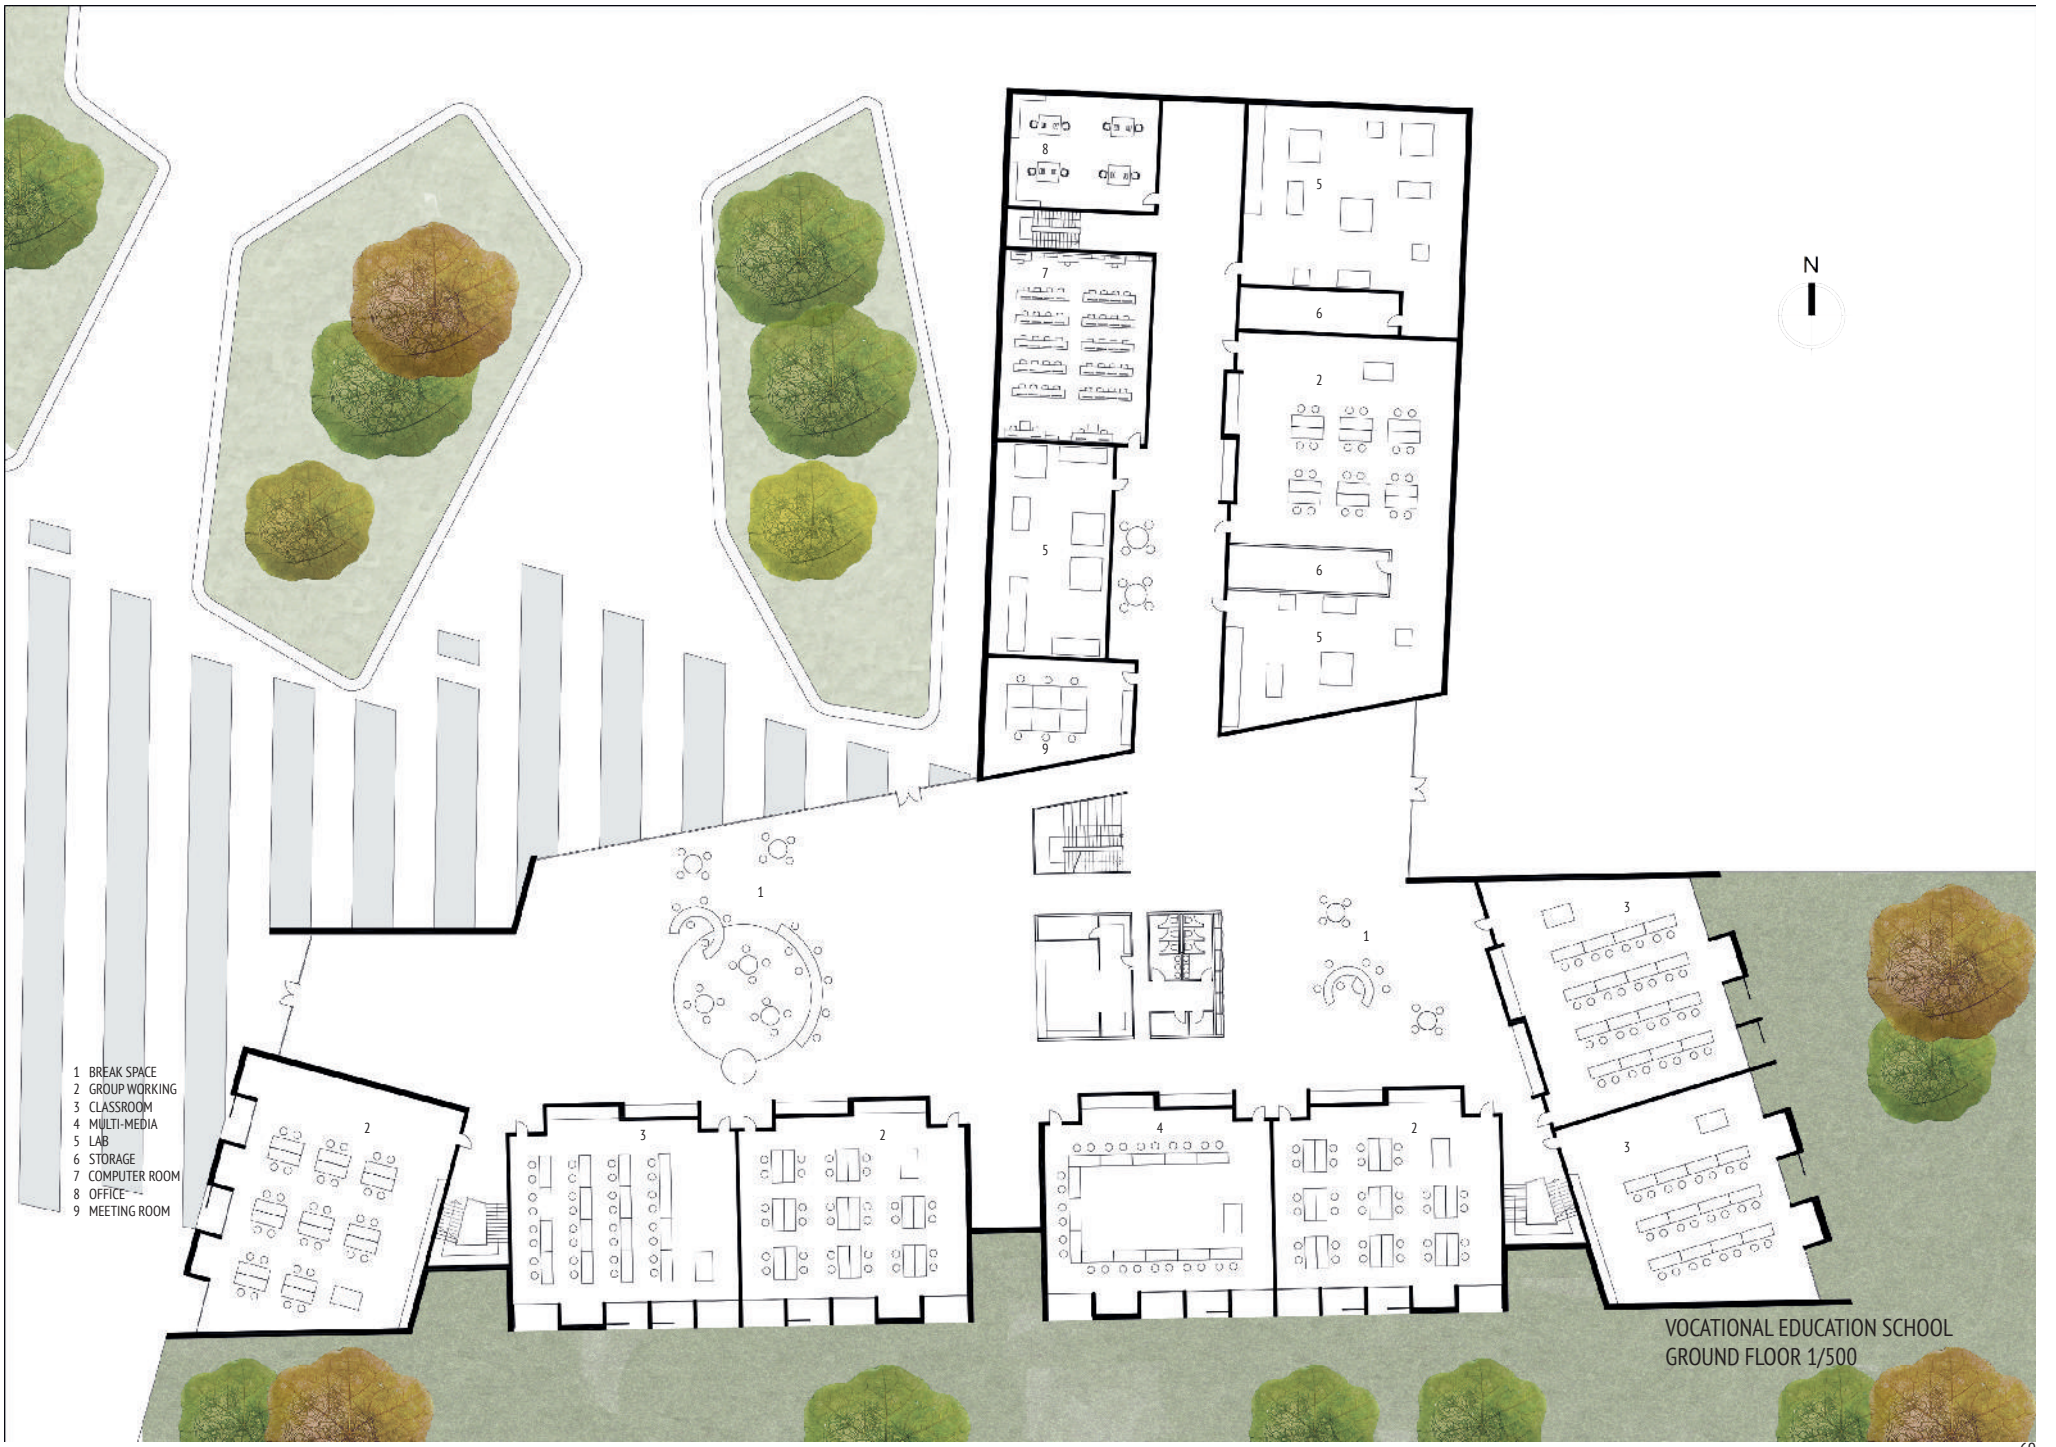 N
8
5
7
6
2
5
6
5
9
1
1
3
2
3
2
4
2
3
1 BREAK SPACE
2 GROUP WORKING
3 CLASSROOM
4 MULTI-MEDIA
5 LAB
6 STORAGE
7 COMPUTER ROOM
8 OFFICE
9 MEETING ROOM
VOCATIONAL EDUCATION SCHOOL
GROUND FLOOR 1/500